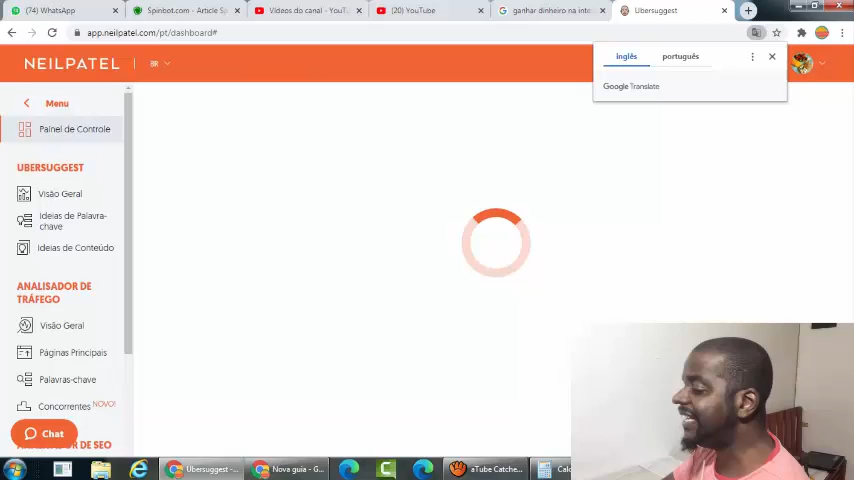 (74) WhatsApp
Spinbot.com - Article Sp
Vídeos do canal - YouTu
(20) YouTube
ganhar dinheiro na inte
Ubersuggest
app.neilpatel.com/pt/dashboard#
NEILPATEL
BR
inglês
português
Google Translate
Menu
Painel de Controle
UBERSUGGEST
Visão Geral
Ideias de Palavra-
chave
Ideias de Conteúdo
ANALISADOR DE
TRÁFEGO
Visão Geral
Páginas Principais
Palavras-chave
Concorrentes NOVO!
Chat
DOR DE SEO
Ubersuggest -...
Nova guia - G...
aTube Catche...
Calc